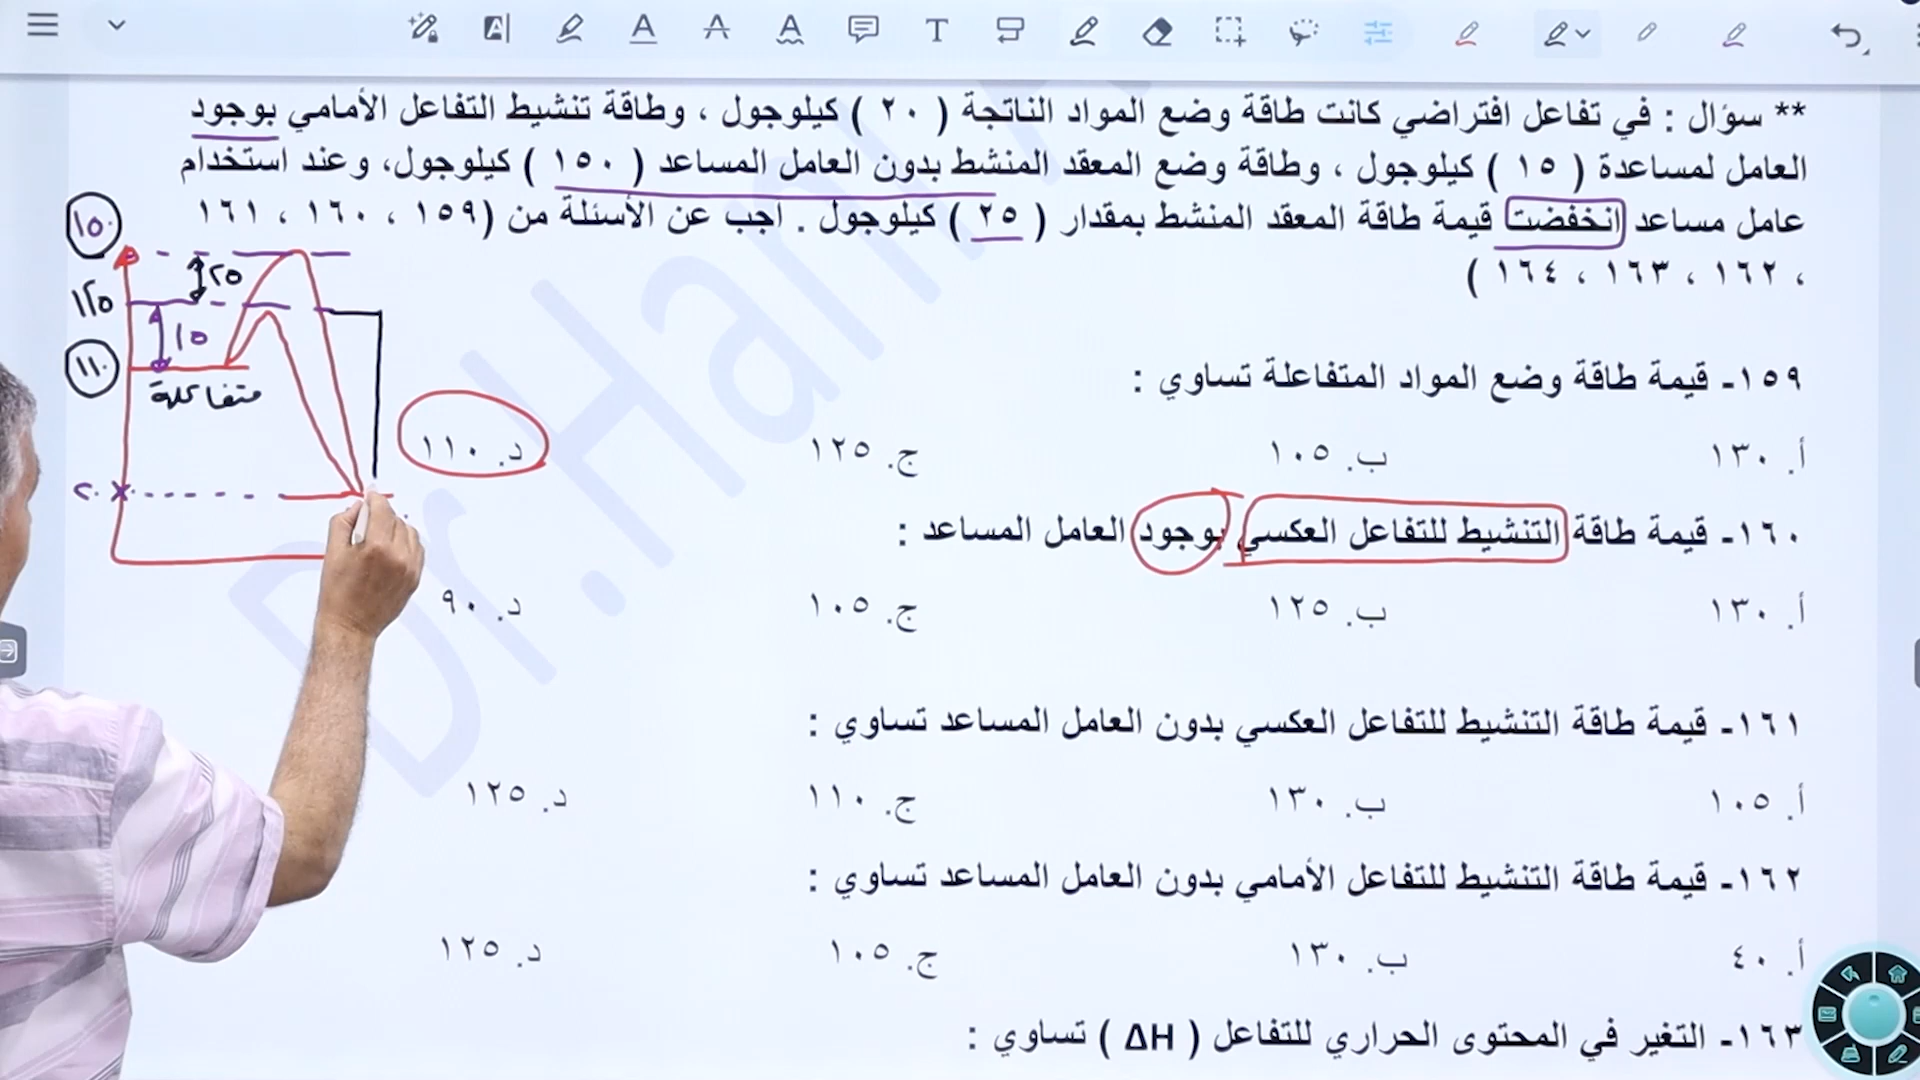 ** سؤال : في تفاعل افتراضي كانت طاقة وضع المواد الناتجة ( ٢٠ ) كيلوجول ، وطاقة تنشيط التفاعل الأمامي بوجود
العامل لمساعدة ( ١٥ ) كيلوجول ، وطاقة وضع المعقد المنشط بدون العامل المساعد ( ١٥٠ ) كيلوجول، وعند استخدام
عامل مساعد انخفضت قيمة طاقة المعقد المنشط بمقدار ( ٢٥ ) كيلوجول . اجب عن الأسئلة من (١٥٩ ، ١٦٠ ، ١٦١
، ١٦٢ ، ١٦٣ ، ١٦٤ )
١٥٠
٢٥
١٢٥
١٥
١١٠
متفاعلة
٢٠
١٥٩- قيمة طاقة وضع المواد المتفاعلة تساوي :
أ. ١٣٠ ب. ١٠٥ ج. ١٢٥ د. ١١٠
١٦٠- قيمة طاقة التنشيط للتفاعل العكسي بوجود العامل المساعد :
أ. ١٣٠ ب. ١٢٥ ج. ١٠٥ د. ٩٠
١٦١- قيمة طاقة التنشيط للتفاعل العكسي بدون العامل المساعد تساوي :
أ. ١٠٥ ب. ١٣٠ ج. ١١٠ د. ١٢٥
١٦٢- قيمة طاقة التنشيط للتفاعل الأمامي بدون العامل المساعد تساوي :
أ. ٤٠ ب. ١٣٠ ج. ١٠٥ د. ١٢٥
١٦٣- التغير في المحتوى الحراري للتفاعل ( ΔH ) تساوي :
Dr.Hani A